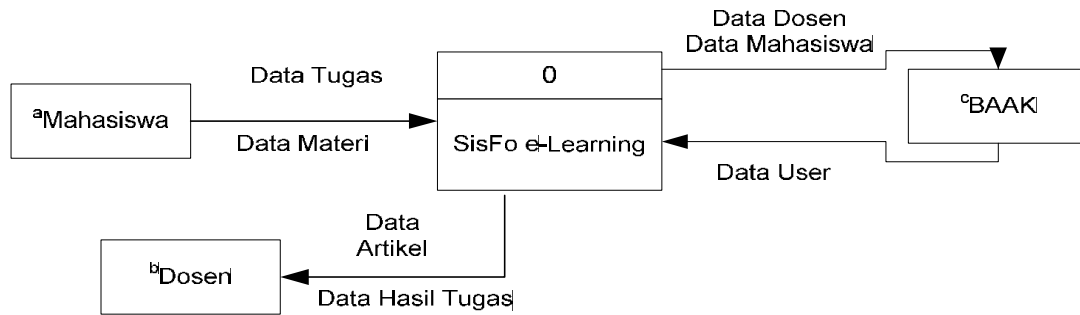 Data Dosen
Data Mahasiswa
Data Tugas
0
aMahasiswa
cBAAK
Data Materi
SisFo e-Learning
Data User
Data
Artikel
bDosen
Data Hasil Tugas